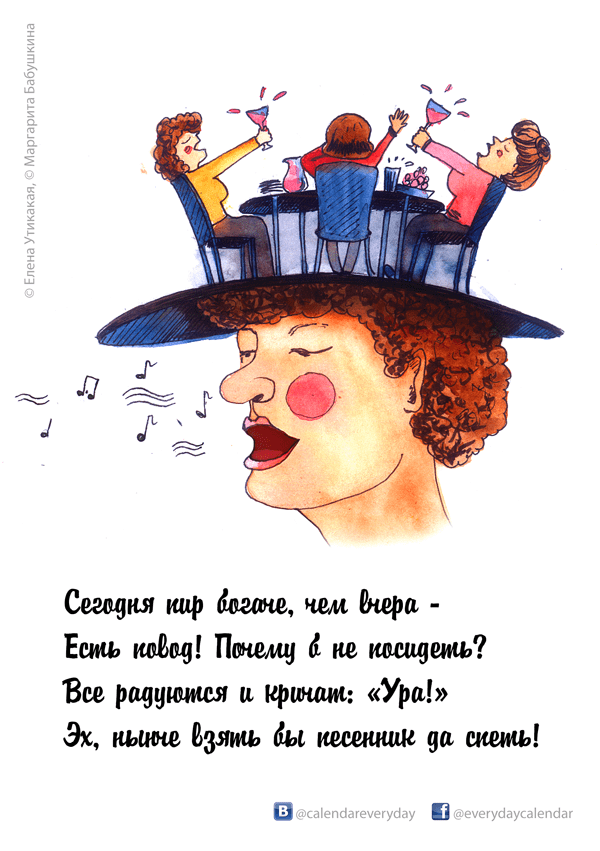 © Елена Утикакая, © Маргарита Бабушкина
Сегодня пир богаче, чем вчера -
Есть повод! Почему б не посидеть?
Все радуются и кричат: «Ура!»
Эх, нынче взять бы песенник да спеть!
В @calendareveryday f @everydaycalendar